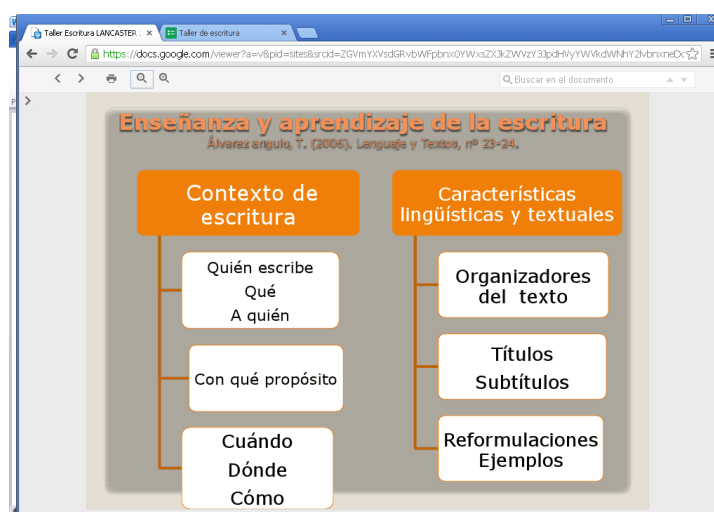 Taller Escritura LANCASTER
Taller de escritura
https://docs.google.com/viewer?a=v&pid=sites&srcid=
Buscar en el documento
Enseñanza y aprendizaje de la escritura
Álvarez angulo, T. (2006). Lenguaje y Textos, nº 23-24.
Contexto de
escritura
Quién escribe
Qué
A quién
Con qué propósito
Cuándo
Dónde
Cómo
Características
lingüísticas y textuales
Organizadores
del texto
Títulos
Subtítulos
Reformulaciones
Ejemplos